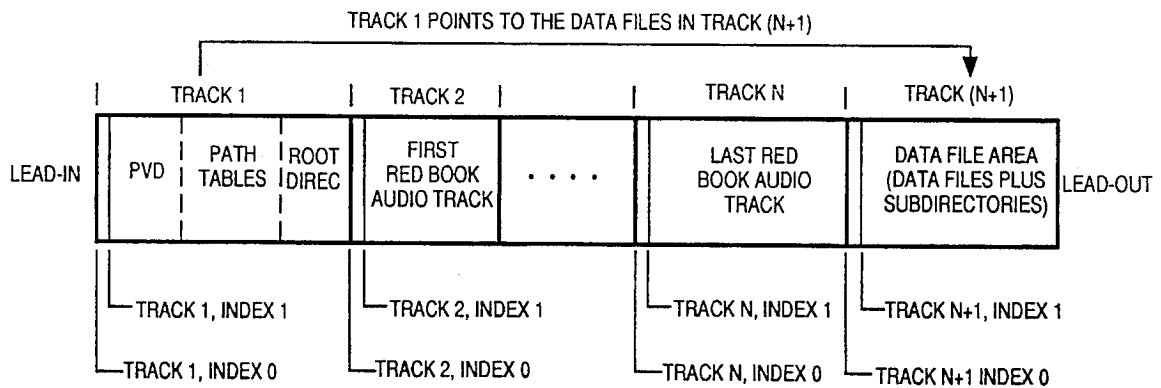 TRACK 1 POINTS TO THE DATA FILES IN TRACK (N+1)
TRACK 1
TRACK 2
TRACK N
TRACK (N+1)
LEAD-IN
PVD
PATH
TABLES
ROOT
DIREC
FIRST
RED BOOK
AUDIO TRACK
. . . .
LAST RED
BOOK AUDIO
TRACK
DATA FILE AREA
(DATA FILES PLUS
SUBDIRECTORIES)
LEAD-OUT
TRACK 1, INDEX 1
TRACK 2, INDEX 1
TRACK N, INDEX 1
TRACK N+1, INDEX 1
TRACK 1, INDEX 0
TRACK 2, INDEX 0
TRACK N, INDEX 0
TRACK N+1 INDEX 0